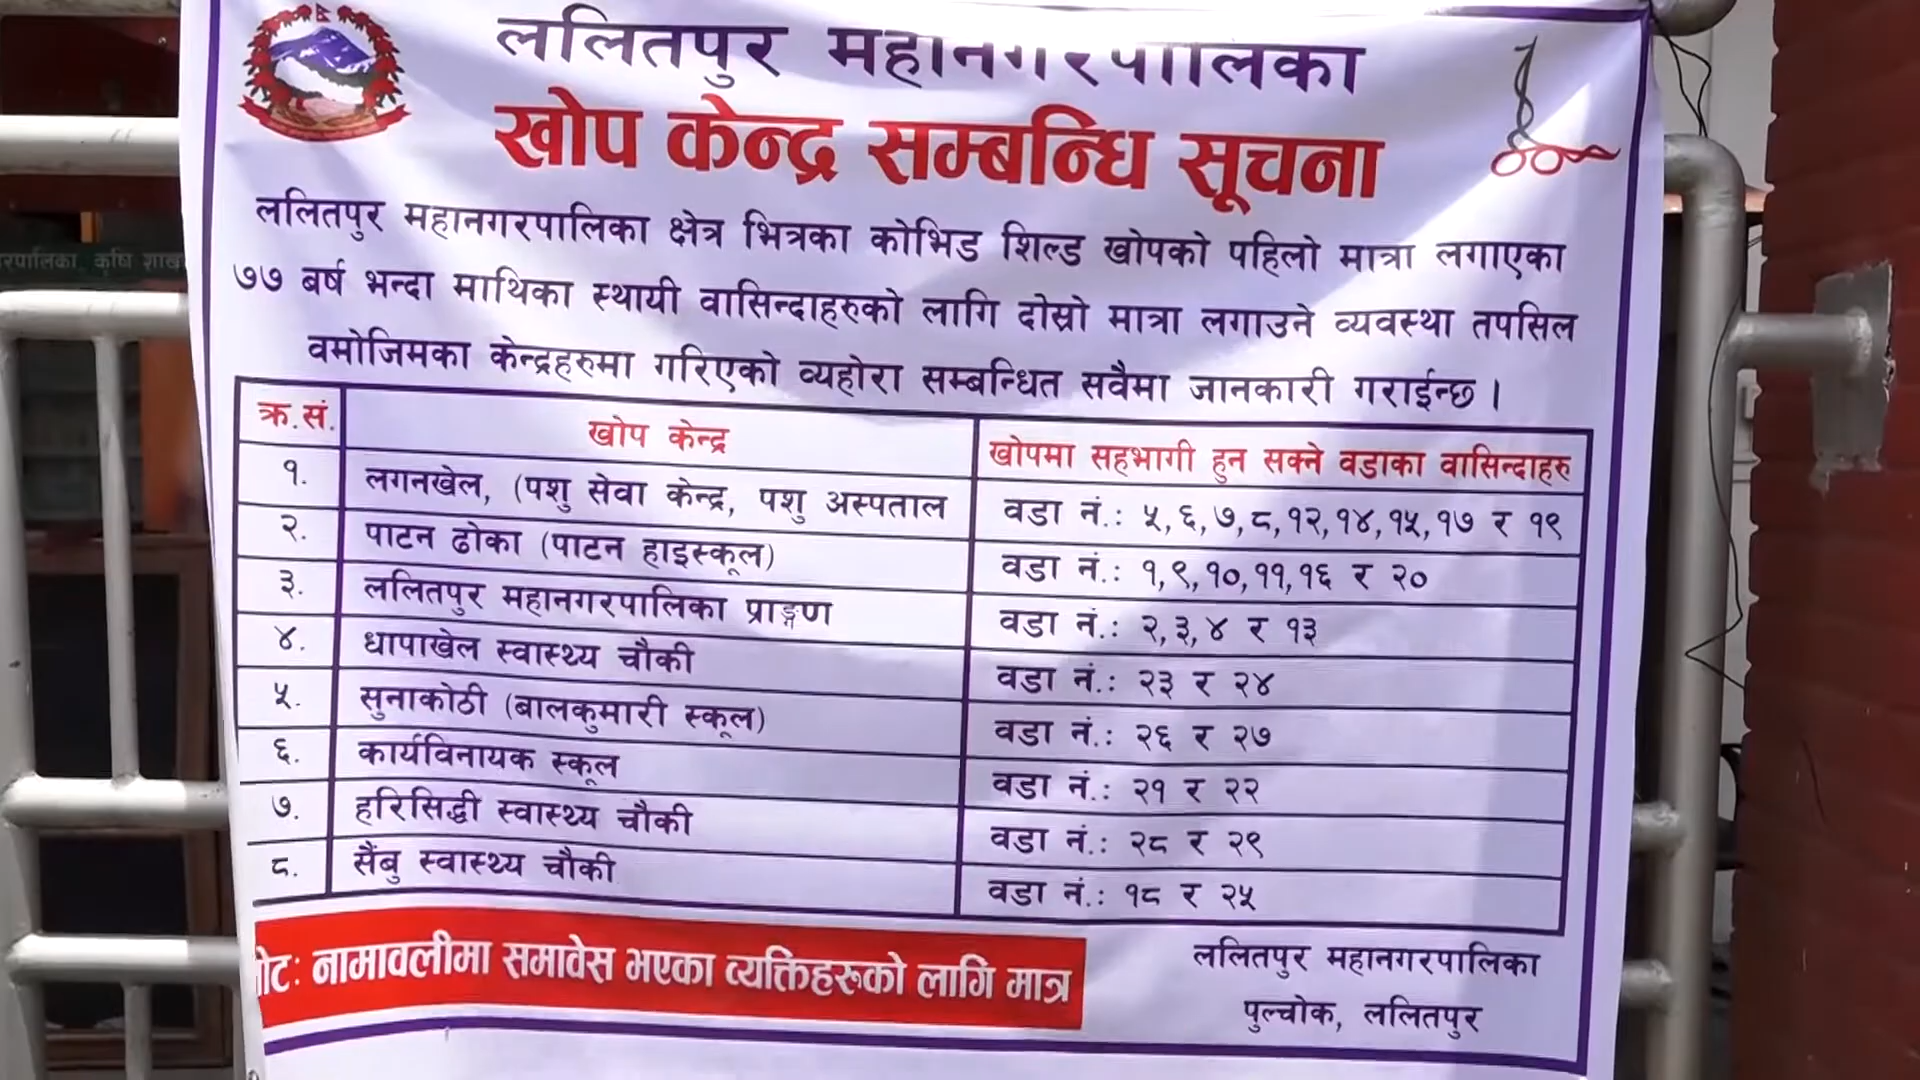 ललितपुर महानगरपालिका
खोप केन्द्र सम्बन्धि सूचना
ललितपुर महानगरपालिका क्षेत्र भित्रका कोभिड शिल्ड खोपको पहिलो मात्रा लगाएका
७७ बर्ष भन्दा माथिका स्थायी वासिन्दाहरुको लागि दोस्रो मात्रा लगाउने व्यवस्था तपसिल
वमोजिमका केन्द्रहरुमा गरिएको व्यहोरा सम्बन्धित सवैमा जानकारी गराईन्छ ।
क्र.सं. खोप केन्द्र खोपमा सहभागी हुन सक्ने वडाका वासिन्दाहरु
१. लगनखेल, (पशु सेवा केन्द्र, पशु अस्पताल वडा नं.: ५,६,७,८,१२,१४,१५,१७ र १९
२. पाटन ढोका (पाटन हाइस्कूल) वडा नं.: १,९,१०,११,१६ र २०
३. ललितपुर महानगरपालिका प्राङ्गण वडा नं.: २,३,४ र १३
४. धापाखेल स्वास्थ्य चौकी वडा नं.: २३ र २४
५. सुनाकोठी (बालकुमारी स्कूल) वडा नं.: २६ र २७
६. कार्यविनायक स्कूल वडा नं.: २१ र २२
७. हरिसिद्धी स्वास्थ्य चौकी वडा नं.: २८ र २९
८. सैंबु स्वास्थ्य चौकी वडा नं.: १८ र २५
नोट: नामावलीमा समावेस भएका व्यक्तिहरूको लागि मात्र
ललितपुर महानगरपालिका
पुल्चोक, ललितपुर